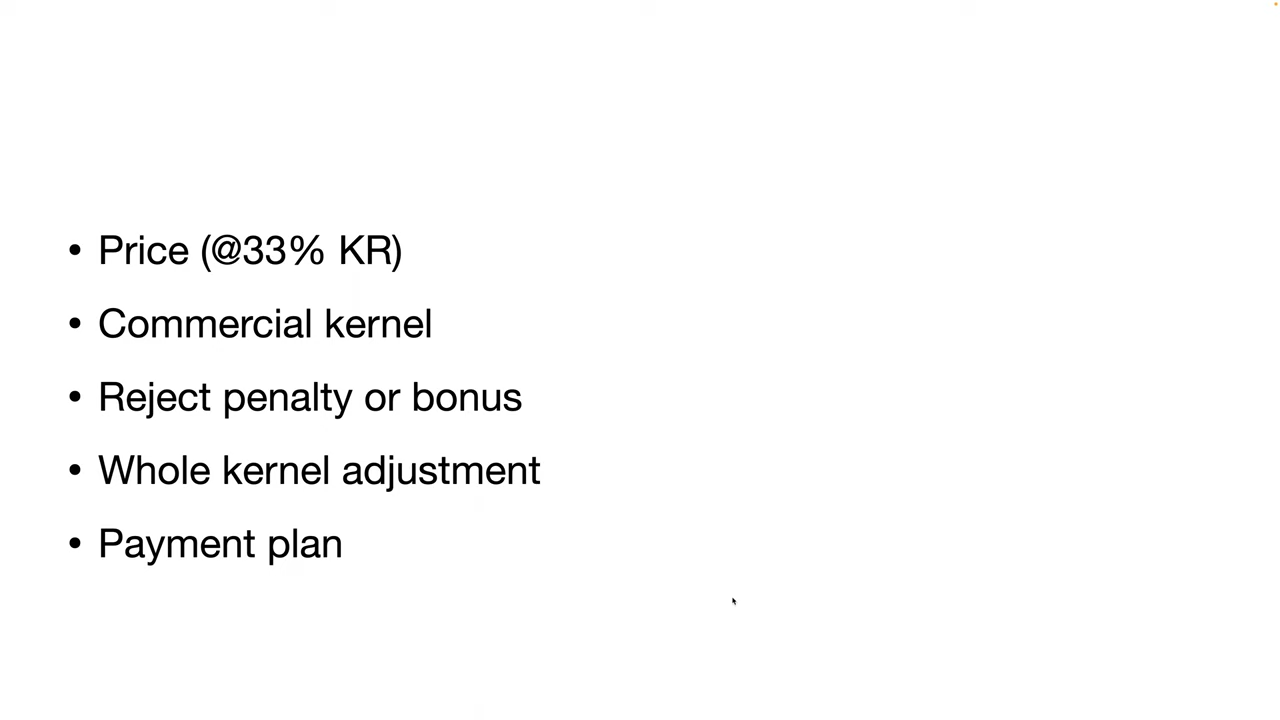 • Price (@33% KR)
• Commercial kernel
• Reject penalty or bonus
• Whole kernel adjustment
• Payment plan